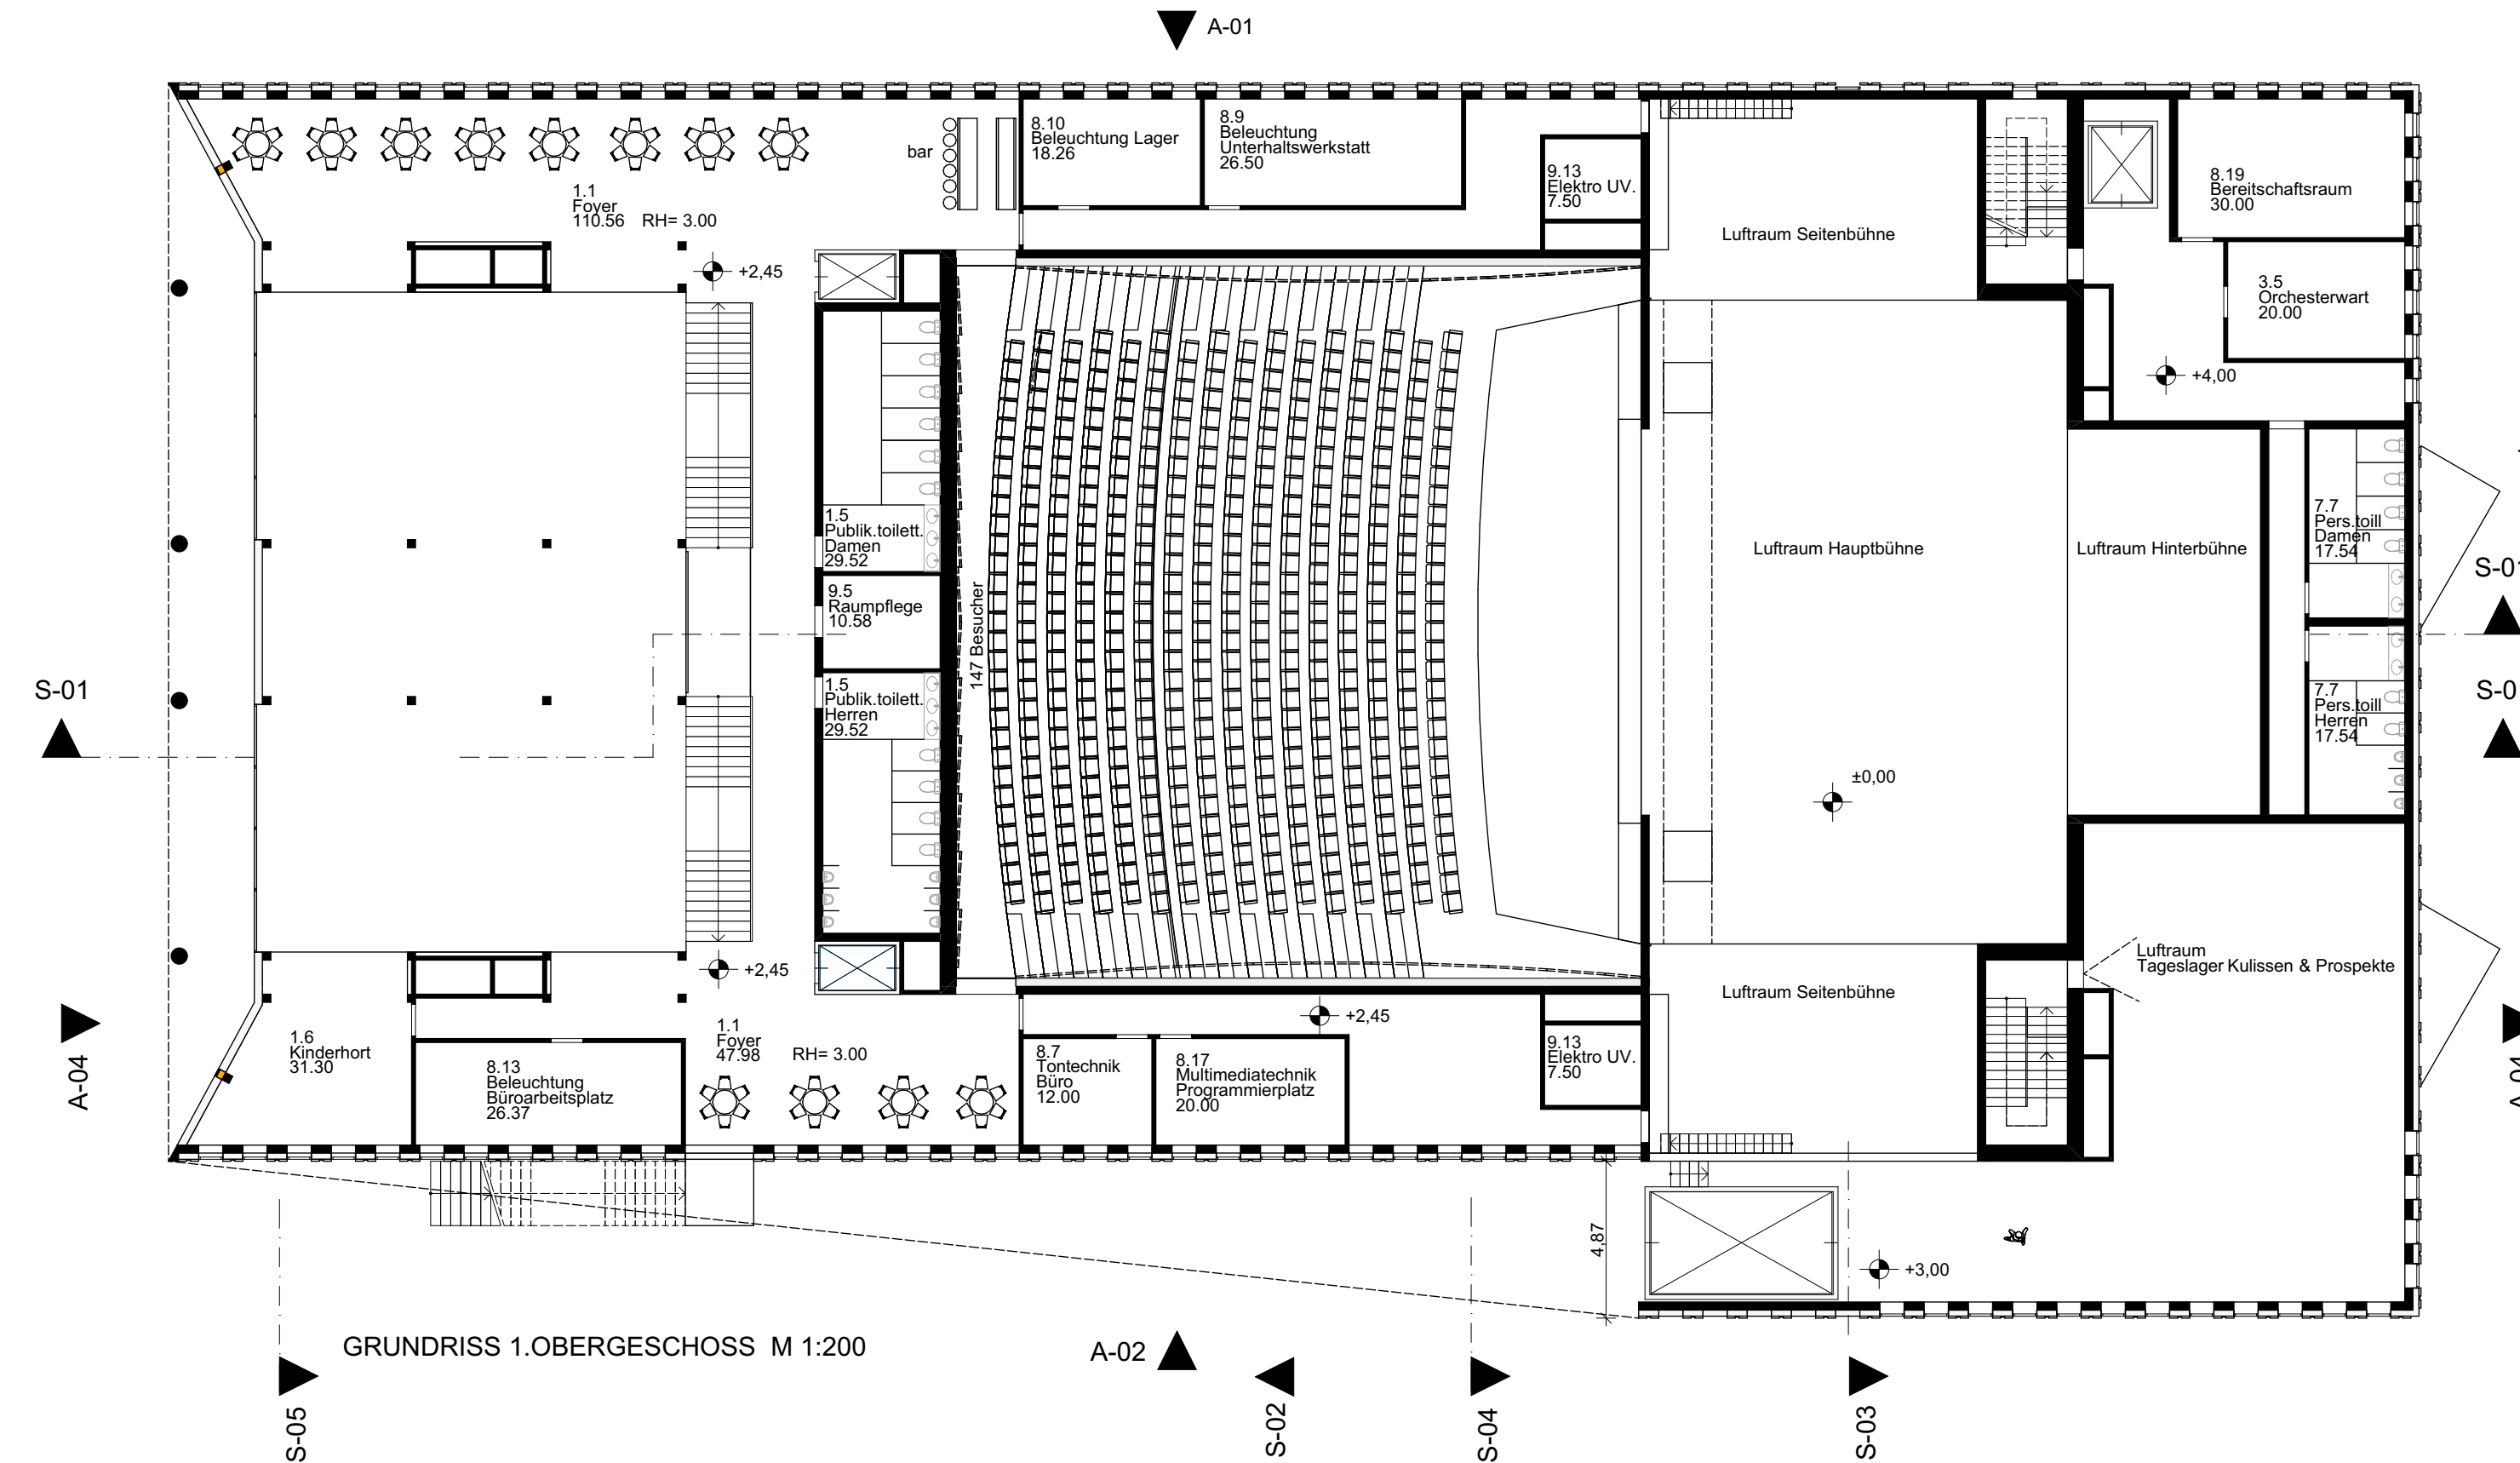 A-01
8.10
Beleuchtung Lager
18.26
8.9
Beleuchtung
Unterhaltswerkstatt
26.50
bar
9.13
Elektro UV.
7.50
8.19
Bereitschaftsraum
30.00
1.1
Foyer
110.56 RH= 3.00
Luftraum Seitenbühne
+2,45
3.5
Orchesterwart
20.00
+4,00
1.5
Publik.toilett.
Damen
29.52
7.7
Pers.toill
Damen
17.54
Luftraum Hauptbühne
Luftraum Hinterbühne
9.5
Raumpflege
10.58
147 Besucher
S-01
S-01
1.5
Publik.toilett.
Herren
29.52
7.7
Pers.toill
Herren
17.54
S-0
±0,00
+2,45
Luftraum
Tageslager Kulissen & Prospekte
Luftraum Seitenbühne
+2,45
1.6
Kinderhort
31.30
1.1
Foyer
47.98 RH= 3.00
8.13
Beleuchtung
Büroarbeitsplatz
26.37
8.7
Tontechnik
Büro
12.00
8.17
Multimediatechnik
Programmierplatz
20.00
9.13
Elektro UV.
7.50
A-04
A-04
4,87
+3,00
GRUNDRISS 1.OBERGESCHOSS M 1:200
A-02
S-05
S-02
S-04
S-03